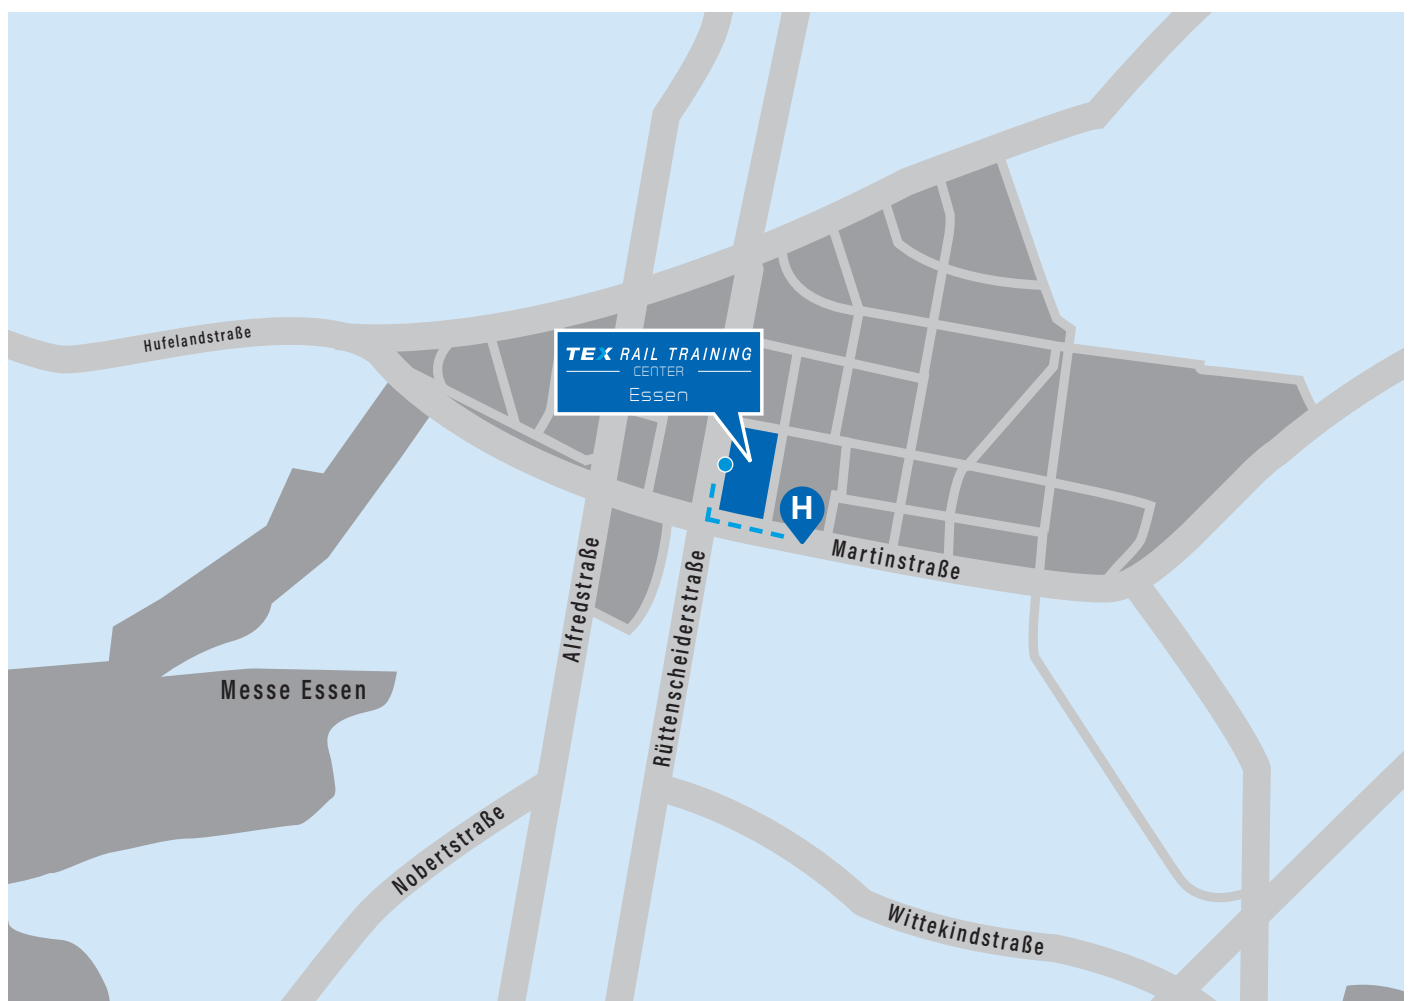 Hufelandstraße
TEX RAIL TRAINING
CENTER
Essen
H
Martinstraße
Alfredstraße
Rüttenscheiderstraße
Messe Essen
Nobertstraße
Wittekindstraße